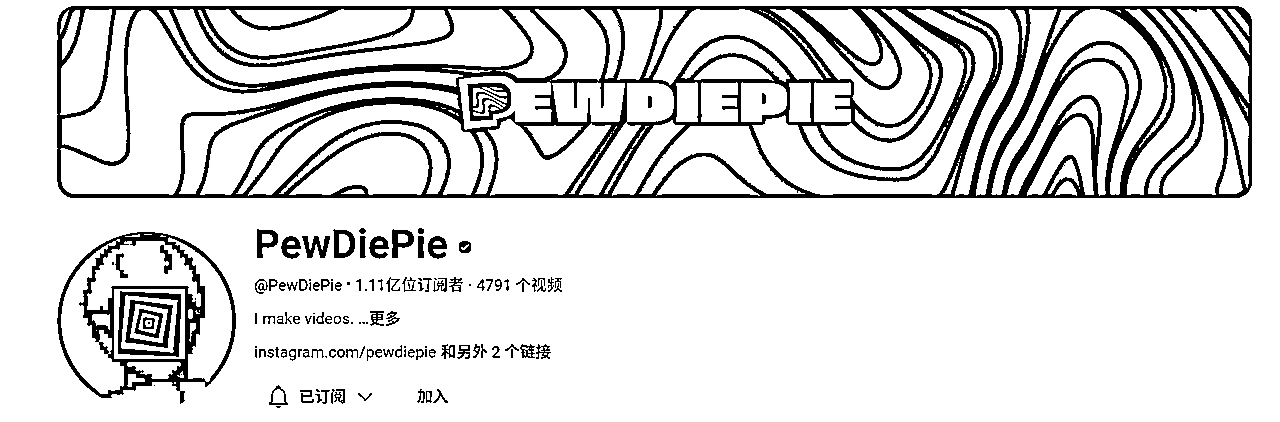 PEWDIEPIE
PewDiePie
@PewDiePie · 1.11亿位订阅者 · 4791 个视频
I make videos. ...更多
instagram.com/pewdiepie 和另外 2 个链接
已订阅 加入